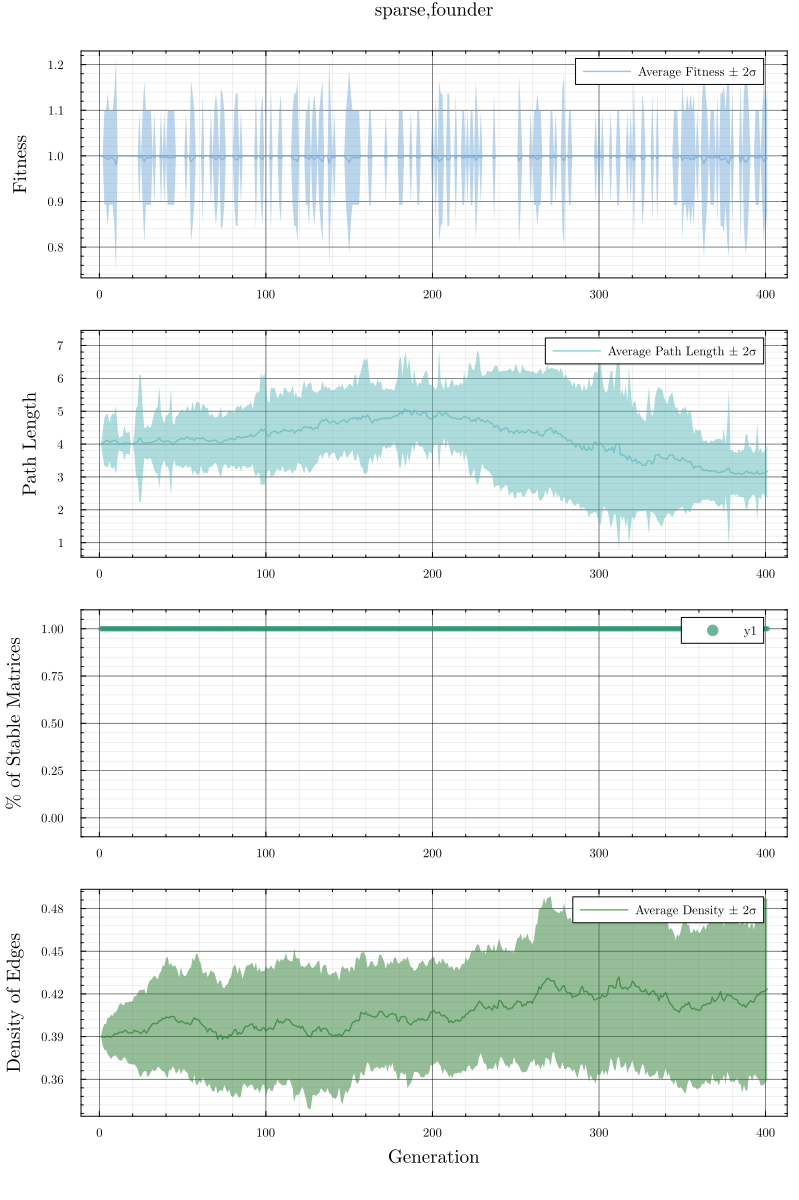 sparse,founder
Fitness
1.2
1.1
1.0
0.9
0.8
Average Fitness ± 2σ
0 100 200 300 400
Path Length
7
6
5
4
3
2
1
Average Path Length ± 2σ
0 100 200 300 400
% of Stable Matrices
1.00
0.75
0.50
0.25
0.00
y1
0 100 200 300 400
Density of Edges
0.48
0.45
0.42
0.39
0.36
Average Density ± 2σ
0 100 200 300 400
Generation